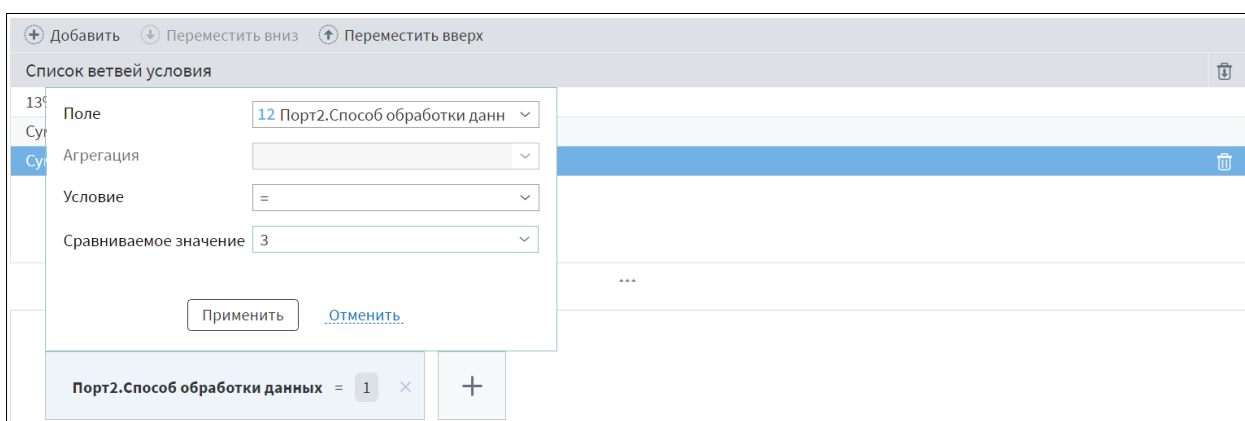 Добавить Переместить вниз Переместить вверх
Список ветвей условия
Поле 12 Порт2.Способ обработки данн
Агрегация
Условие =
Сравниваемое значение 3
Применить Отменить
Порт2.Способ обработки данных = 1